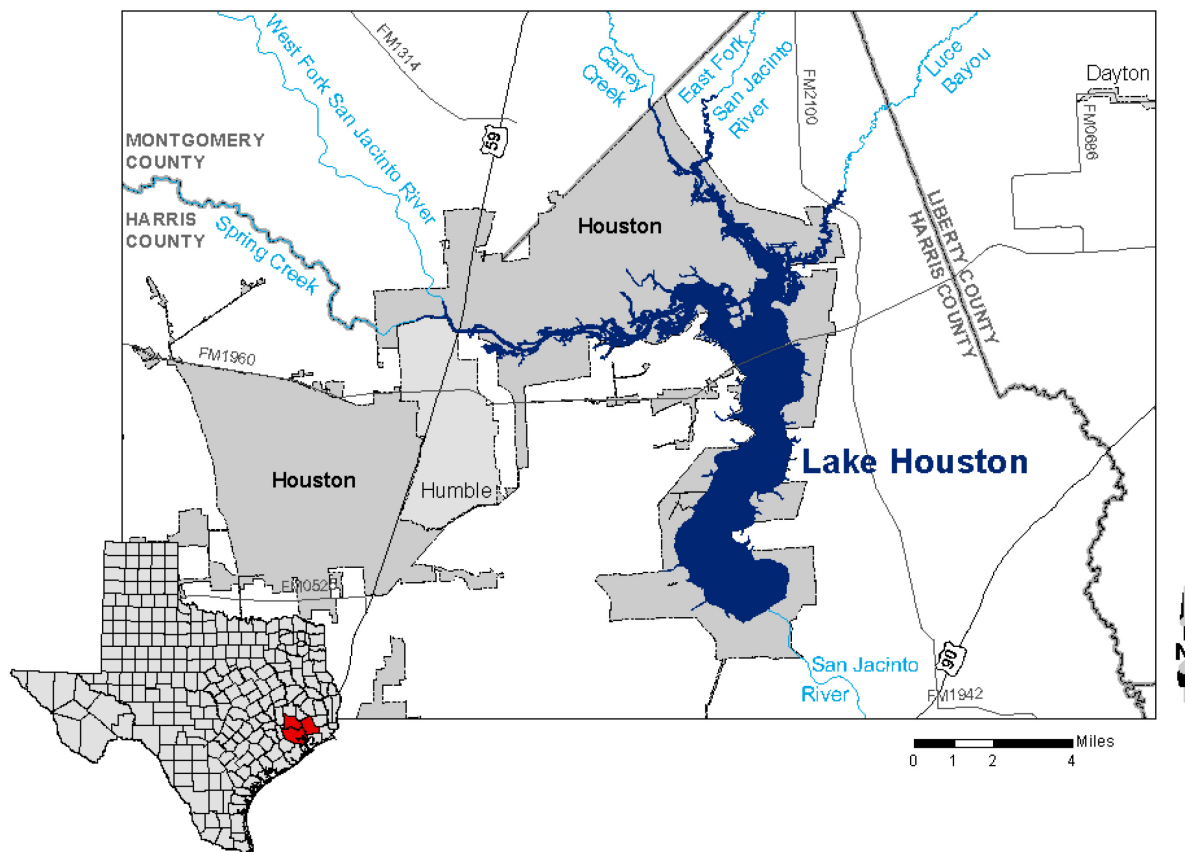 FM1314
West Fork San Jacinto River
Caney
Creek
East Fork
San Jacinto
River
FM2100
Luce
Bayou
Dayton
FM0686
59
MONTGOMERY
COUNTY
HARRIS
COUNTY
Spring Creek
Houston
LIBERTY COUNTY
HARRIS COUNTY
FM1960
Houston
Humble
Lake Houston
FM0525
San Jacinto
River
90
FM1942
N
Miles
0 1 2 4